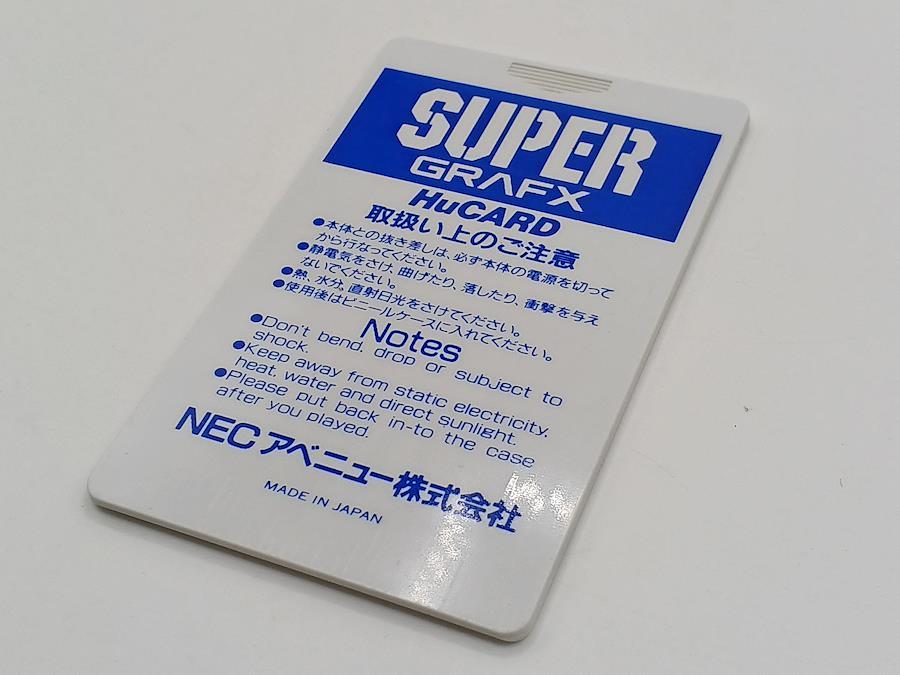 SUPER
GRAFX
HuCARD
取扱い上のご注意
●本体との抜き差しは、必ず本体の電源を切って
から行なってください。
●静電気をさけ、曲げたり、落したり、衝撃を与え
ないでください。
●熱、水分、直射日光をさけてください。
●使用後はビニールケースに入れてください。
Notes
●Don't bend, drop or subject to
shock.
●Keep away from static electricity,
heat, water and direct sunlight.
●Please put back in-to the case
after you played.
NECアベニュー株式会社
MADE IN JAPAN